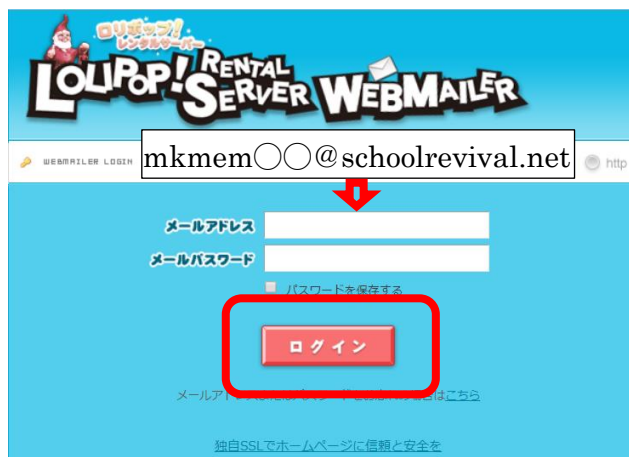 ロリポップ!
レンタルサーバー
LOLIPOP! RENTAL SERVER WEBMAILER
WEBMAILER LOGIN
mkmem〇〇@schoolrevival.net
http
メールアドレス
メールパスワード
パスワードを保存する
ログイン
メールア
は こちら
独自SSLでホームページに信頼と安全を